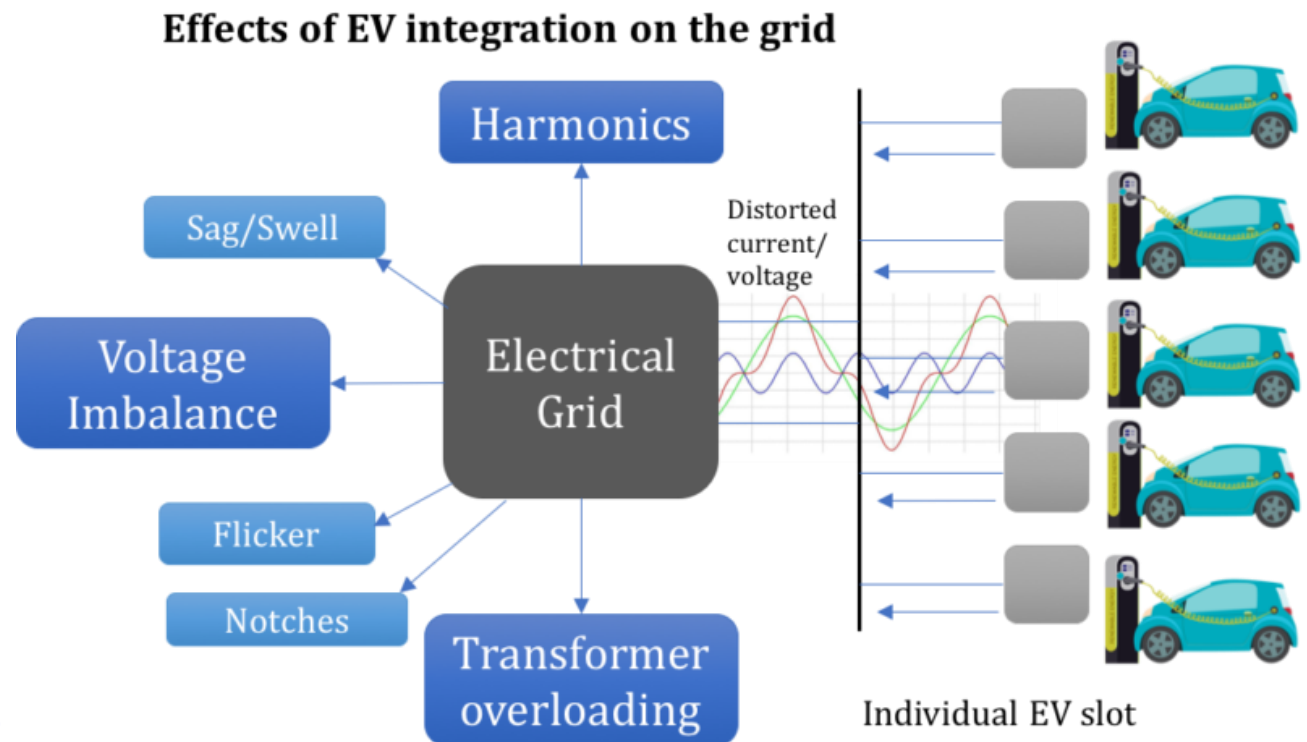 Effects of EV integration on the grid
Harmonics
Sag/Swell
Distorted
current/
voltage
Voltage
Imbalance
Electrical
Grid
Flicker
Notches
Transformer
overloading
Individual EV slot